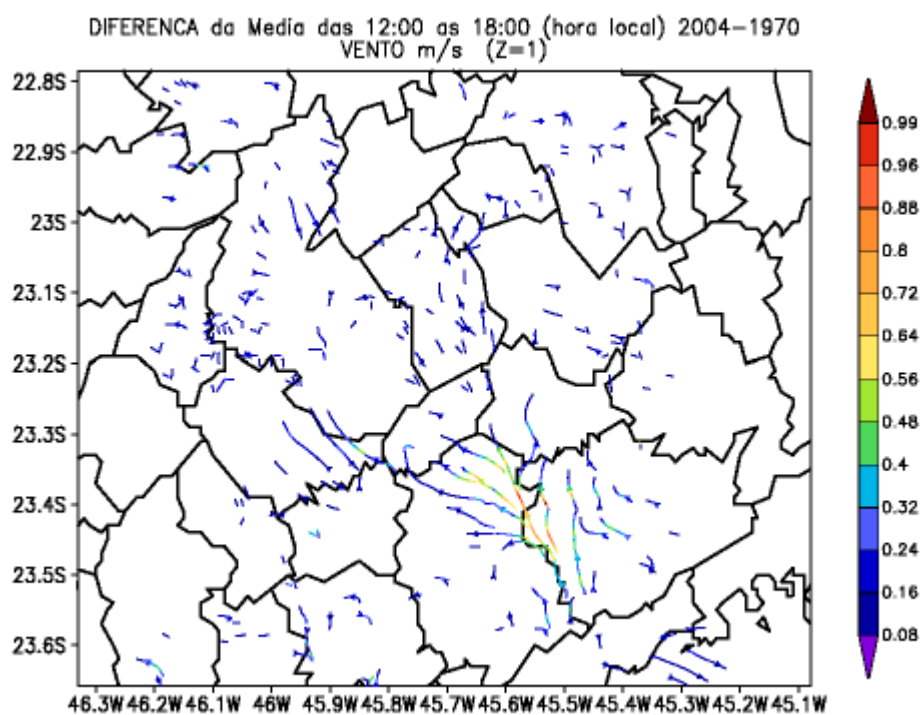 DIFERENCA da Media das 12:00 as 18:00 (hora local) 2004-1970
VENTO m/s (Z=1)
22.8S
22.9S
23S
23.1S
23.2S
23.3S
23.4S
23.5S
23.6S
46.3W 46.2W 46.1W 46W 45.9W 45.8W 45.7W 45.6W 45.5W 45.4W 45.3W 45.2W 45.1W
0.99
0.96
0.88
0.8
0.72
0.64
0.56
0.48
0.4
0.32
0.24
0.16
0.08